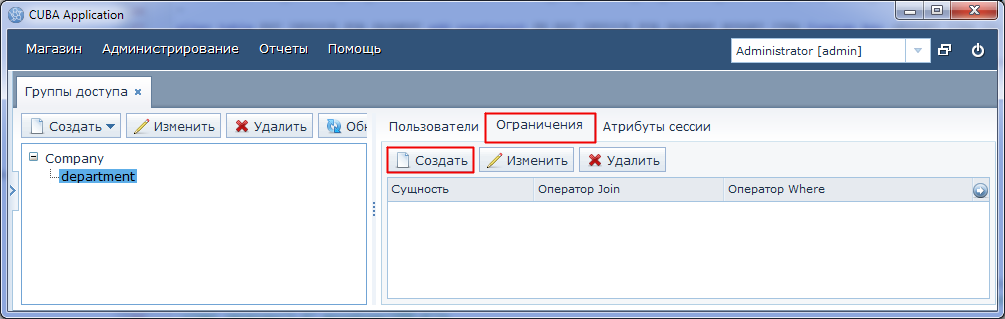 CUBA Application
Магазин Администрирование Отчеты Помощь
Administrator [admin]
Группы доступа
Создать Изменить Удалить Обн
Пользователи Ограничения Атрибуты сессии
Создать Изменить Удалить
Company
department
Сущность Оператор Join Оператор Where